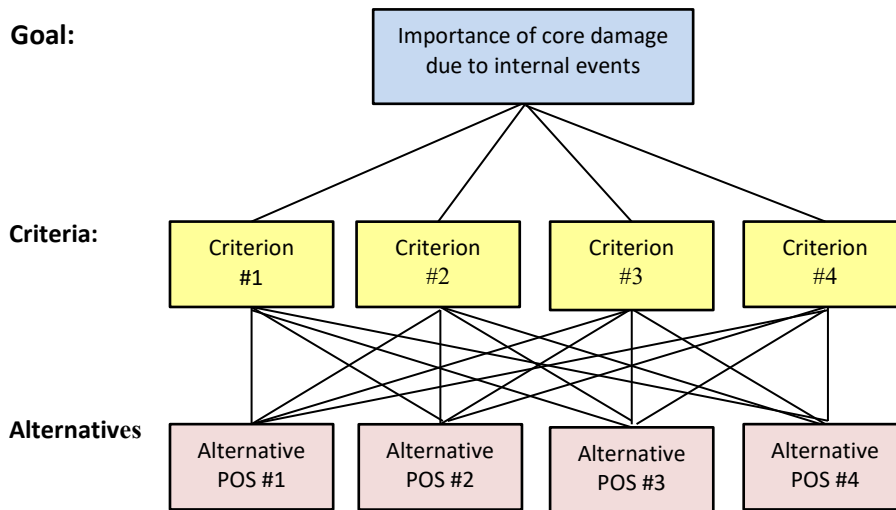 Goal:
Importance of core damage
due to internal events
Criteria:
Criterion
#1
Criterion
#2
Criterion
#3
Criterion
#4
Alternatives
Alternative
POS #1
Alternative
POS #2
Alternative
POS #3
Alternative
POS #4